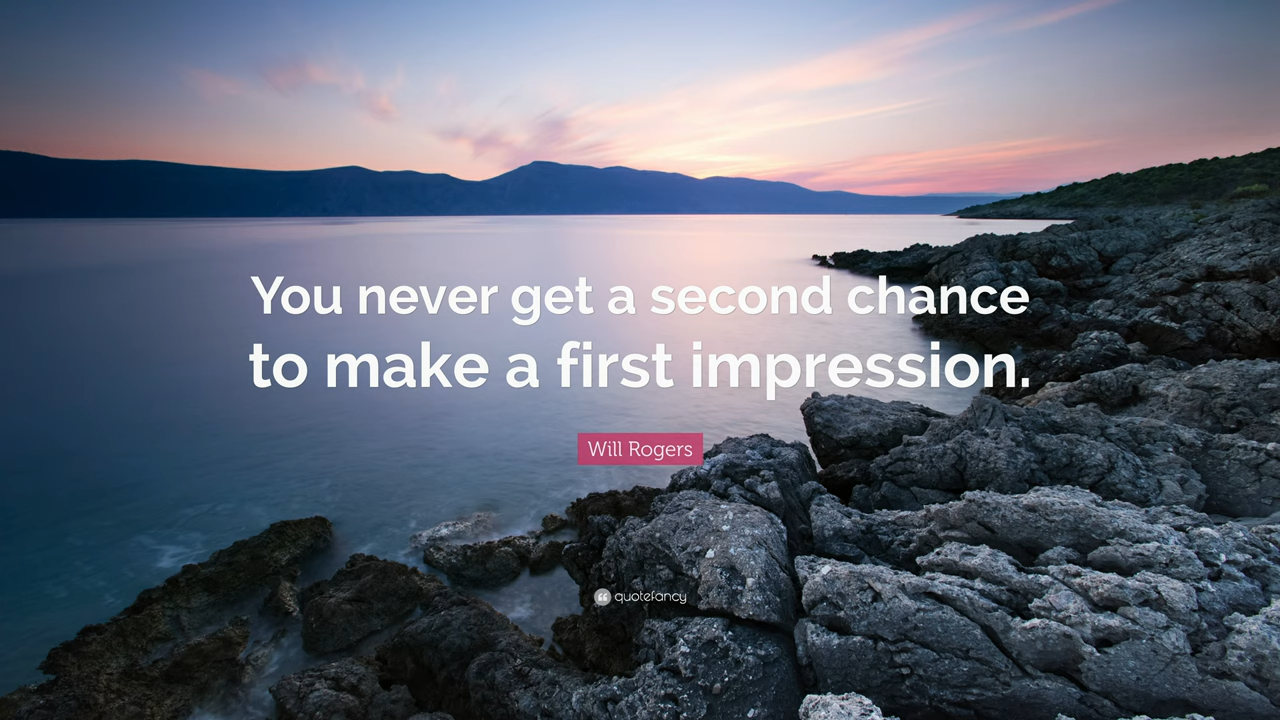 You never get a second chance
to make a first impression.
Will Rogers
quotefancy